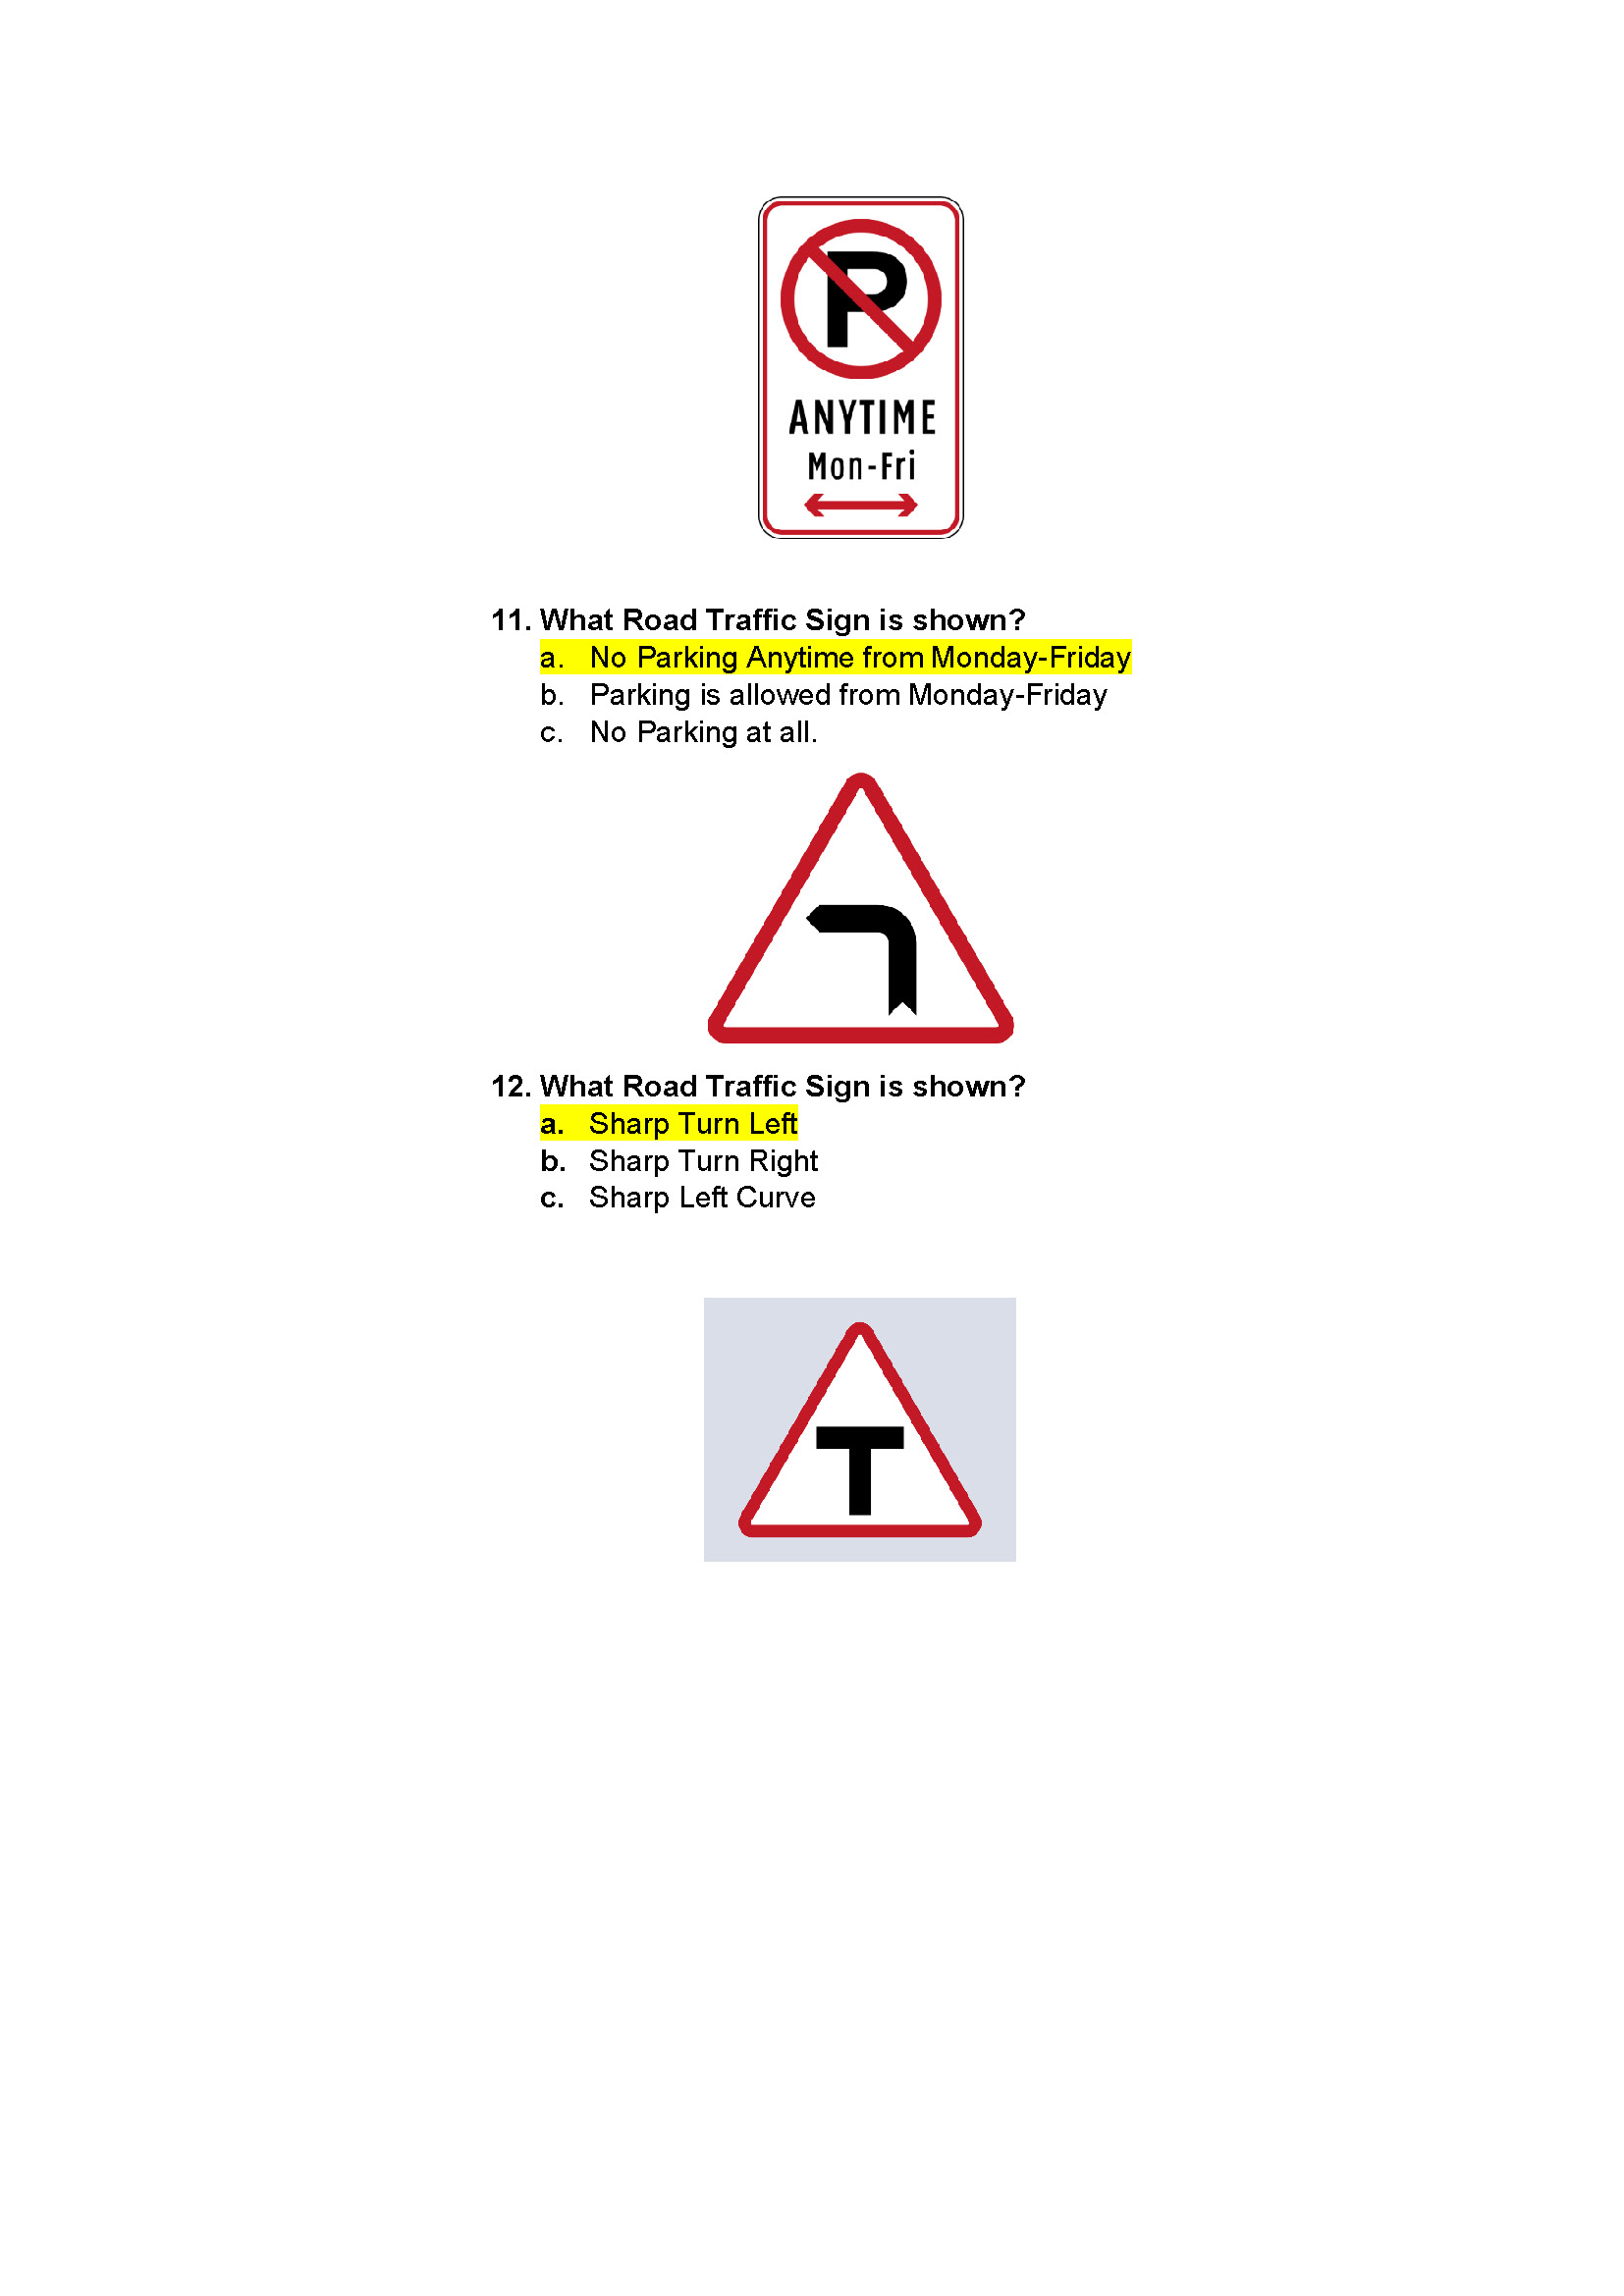 P
ANYTIME
Mon-Fri
11. What Road Traffic Sign is shown?
a. No Parking Anytime from Monday-Friday
b. Parking is allowed from Monday-Friday
c. No Parking at all.
12. What Road Traffic Sign is shown?
a. Sharp Turn Left
b. Sharp Turn Right
c. Sharp Left Curve